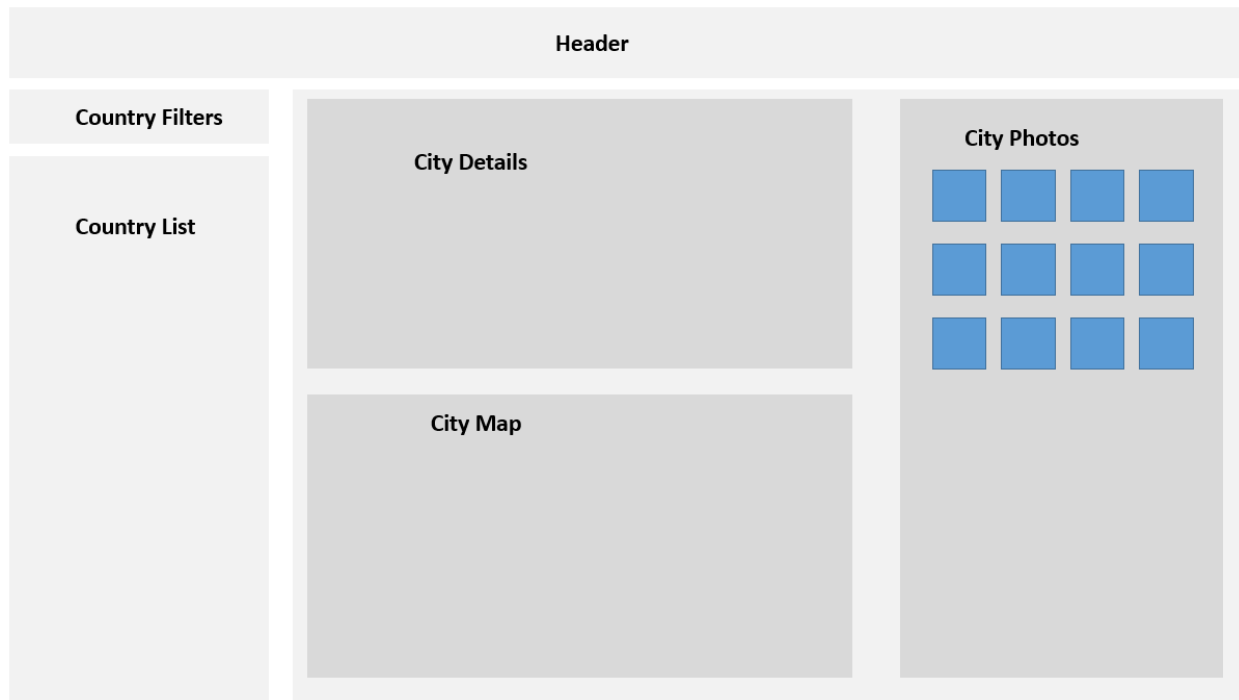 Header
Country Filters
Country List
City Details
City Map
City Photos